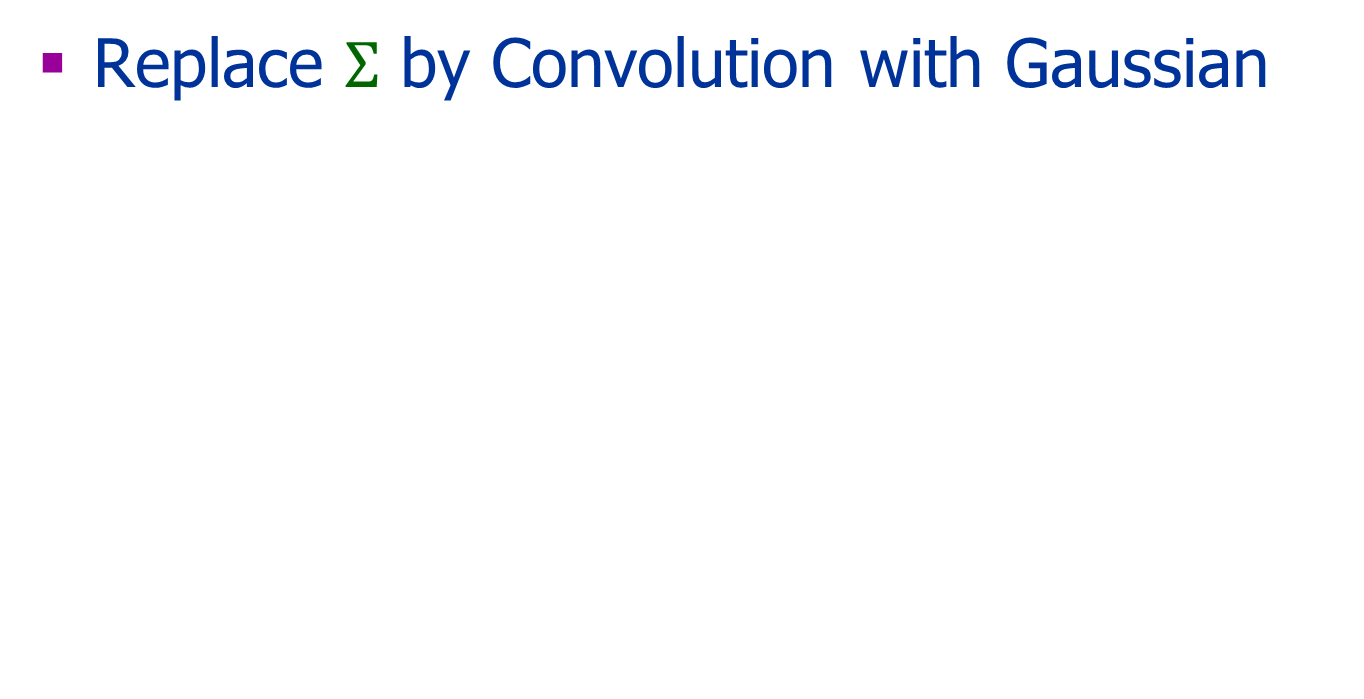 ▪ Replace Σ by Convolution with Gaussian